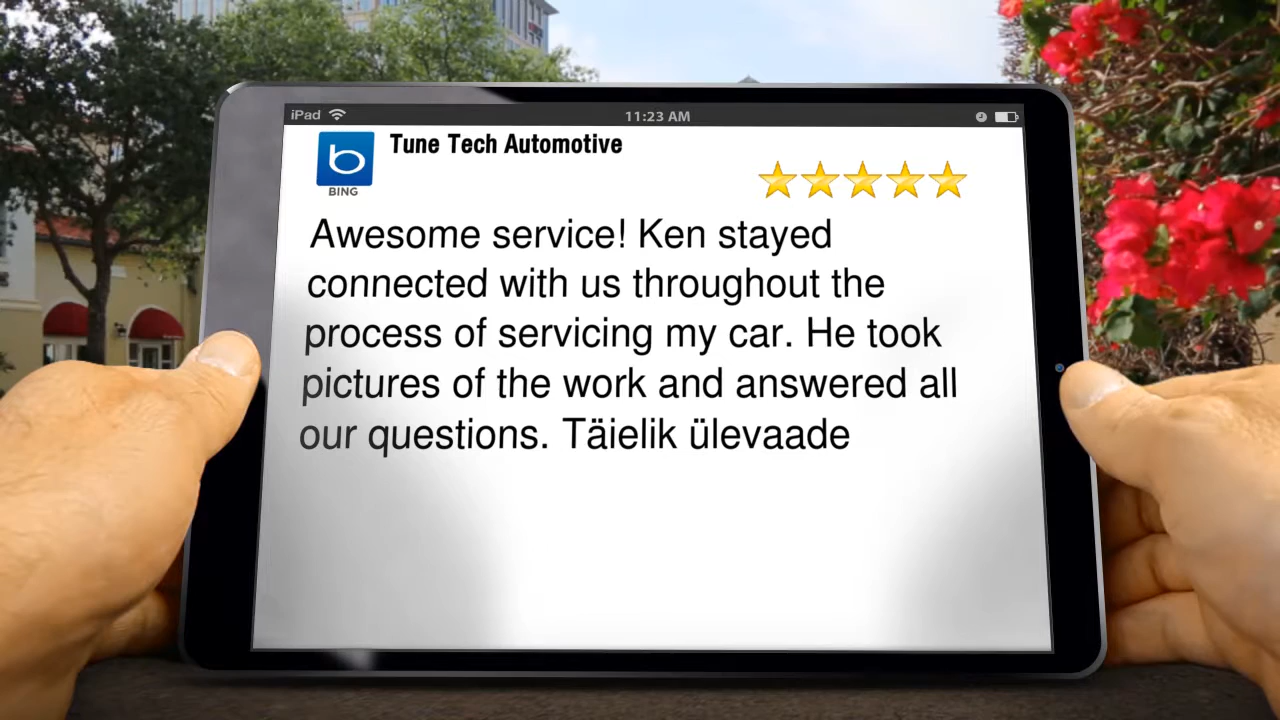 iPad 11:23 AM
Tune Tech Automotive
BING
Awesome service! Ken stayed
connected with us throughout the
process of servicing my car. He took
pictures of the work and answered all
our questions. Täielik ülevaade